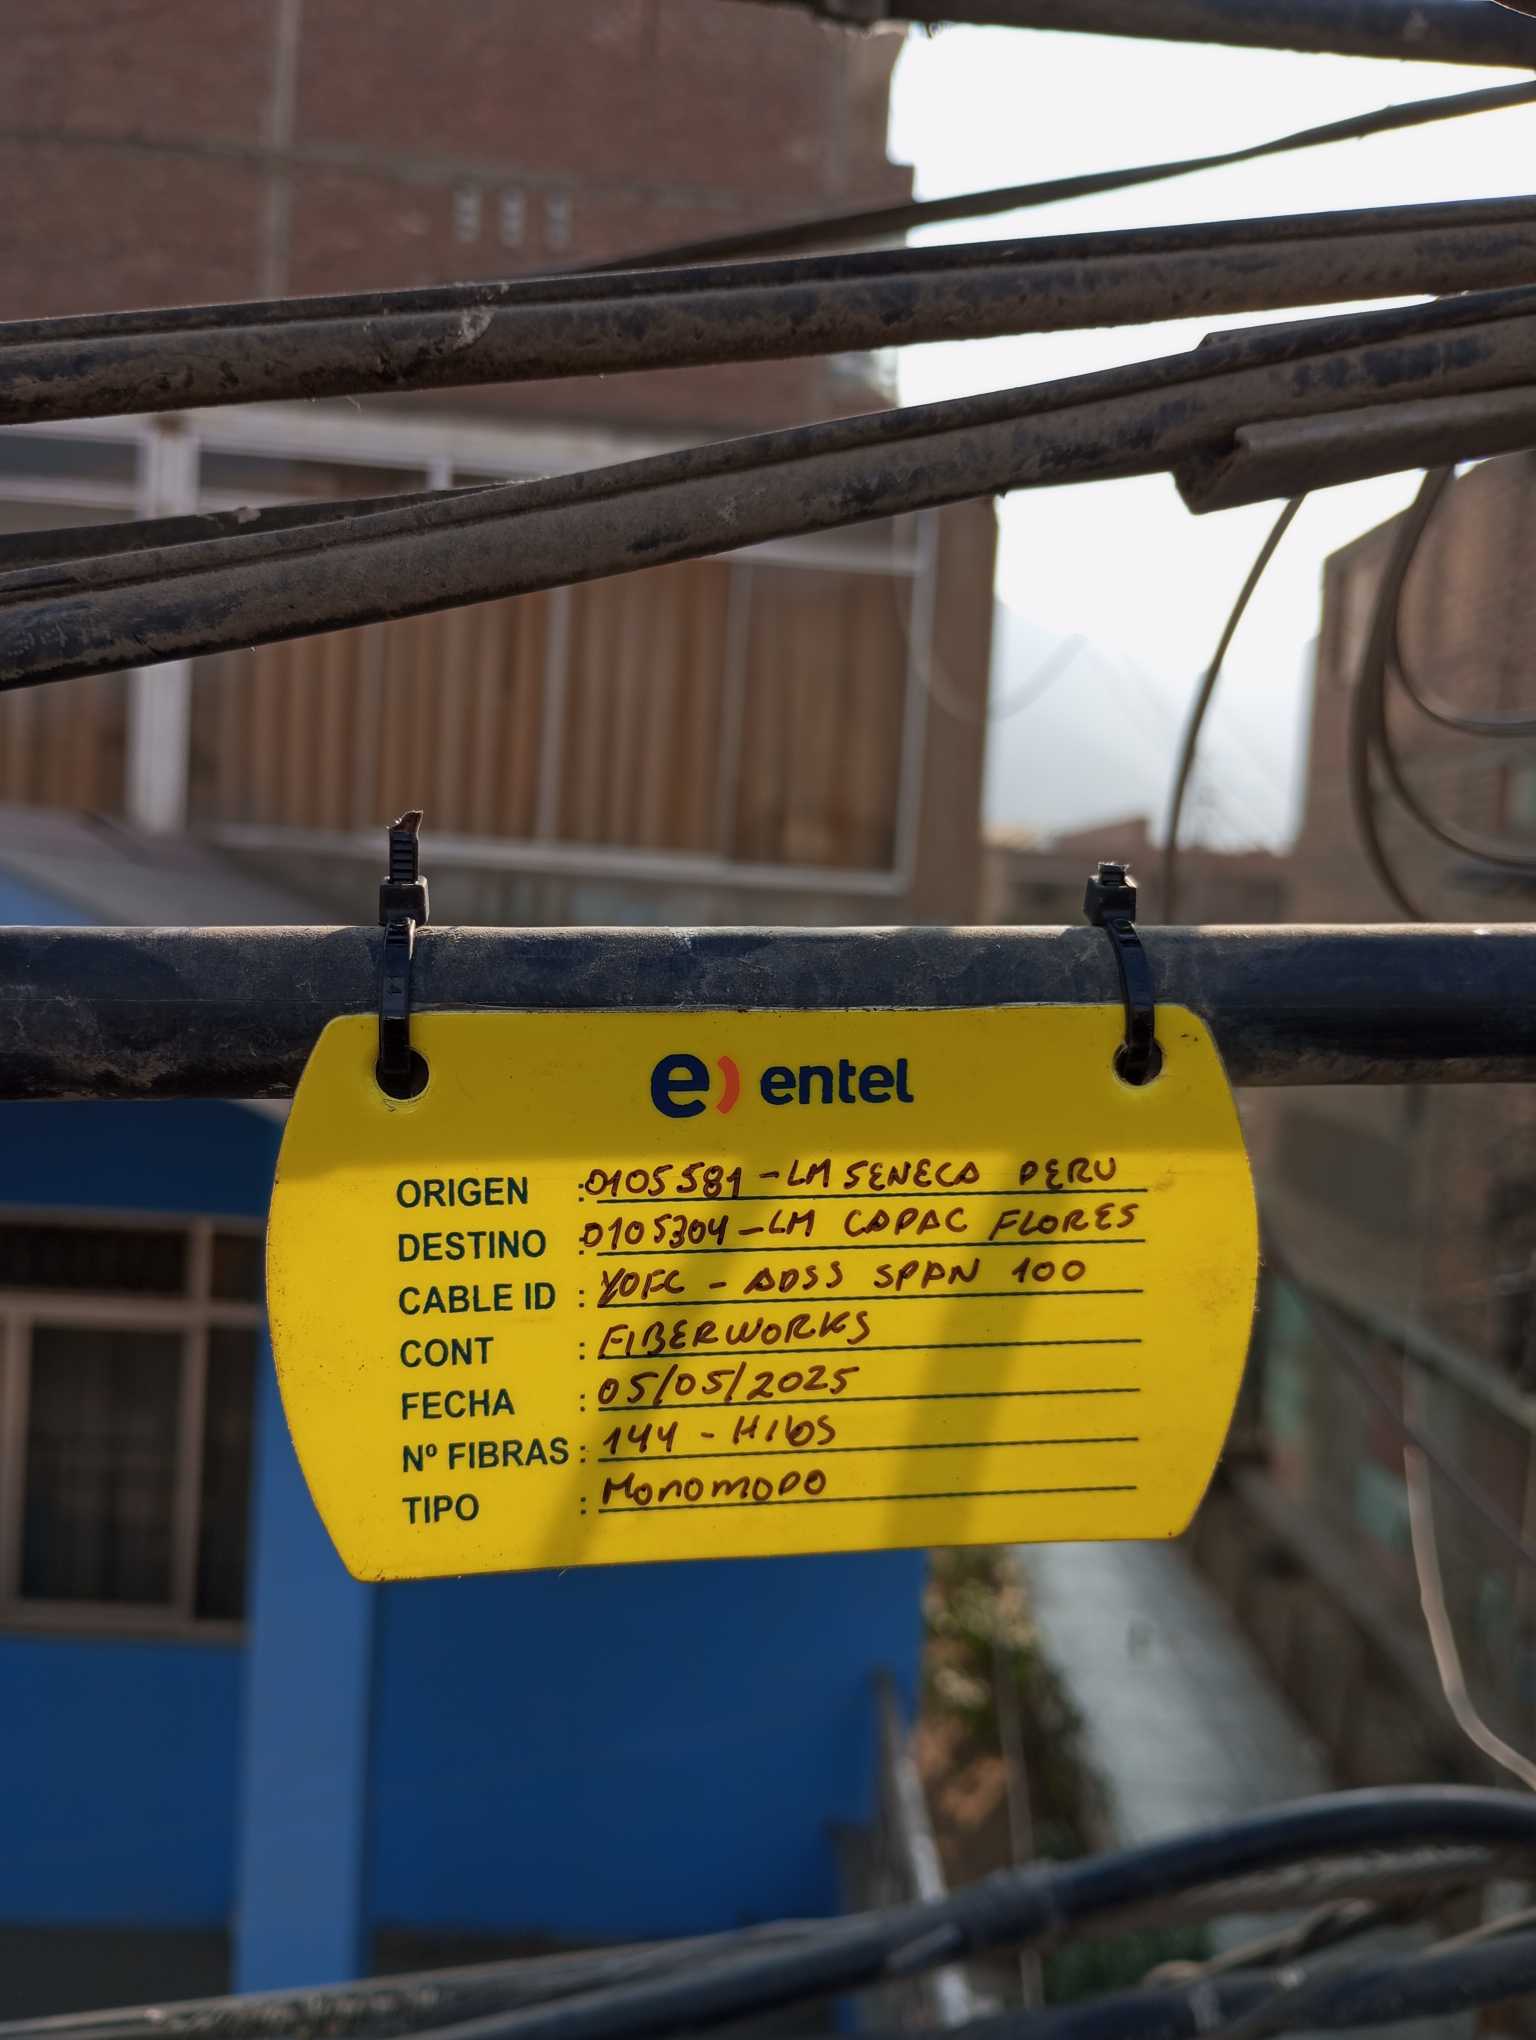 e) entel
ORIGEN : 0105581 - LM SENECA PERU
DESTINO : 0105304 - LM CAPAC FLORES
CABLE ID : YOFC - ADSS SPAN 100
CONT : FIBERWORKS
FECHA : 05/05/2025
Nº FIBRAS : 144 - Hilos
TIPO : Monomodo